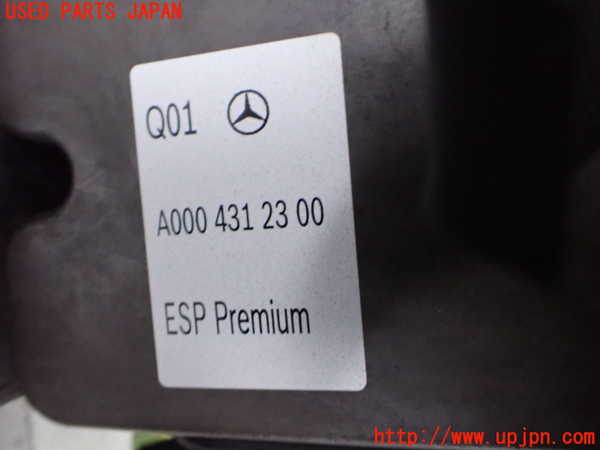 USED PARTS JAPAN
Q01
A000 431 23 00
ESP Premium
http://www.upjpn.com